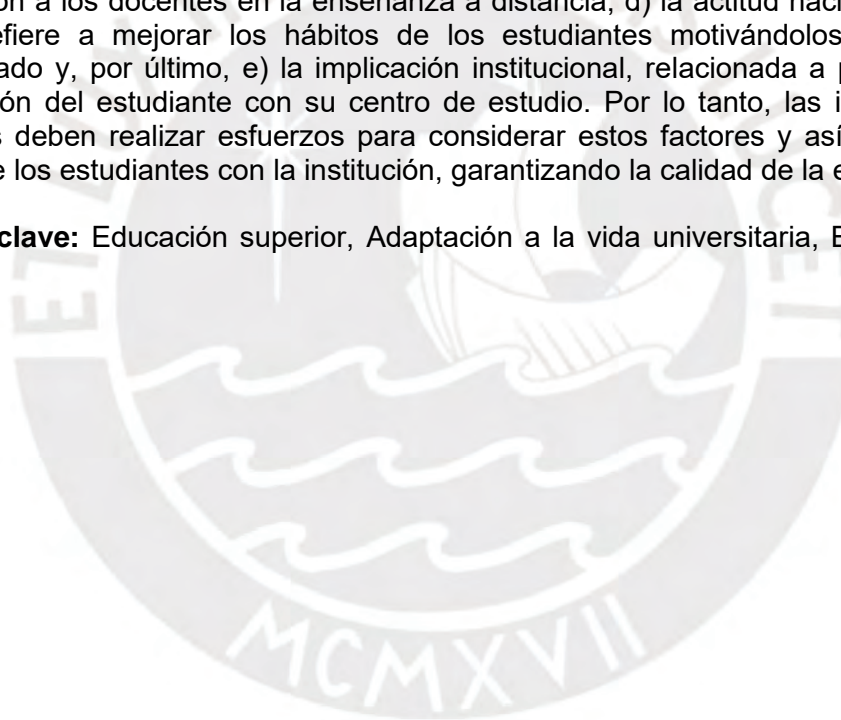 ón a los docentes en la enseñanza a distancia, d) la actitud haci
efiere a mejorar los hábitos de los estudiantes motivándolos
ado y, por último, e) la implicación institucional, relacionada a p
ión del estudiante con su centro de estudio. Por lo tanto, las i
s deben realizar esfuerzos para considerar estos factores y así
e los estudiantes con la institución, garantizando la calidad de la e
clave: Educación superior, Adaptación a la vida universitaria, E
MCMXVII